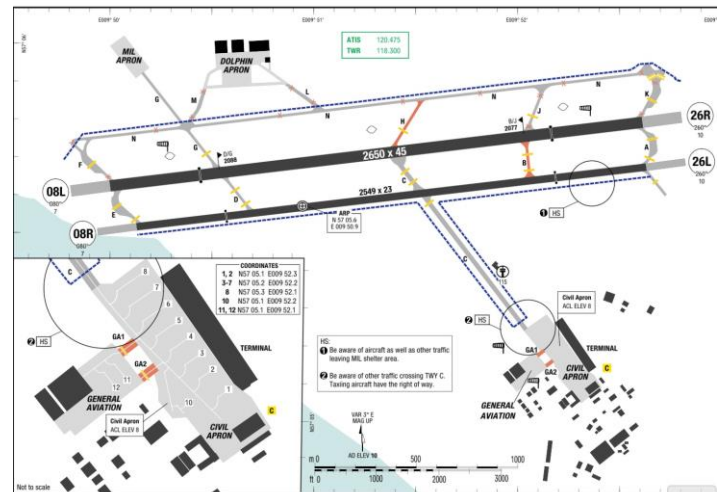 E009° 50'
E009° 51'
E009° 52'
N57° 06'
ATIS 120.475
TWR 118.300
MIL
APRON
DOLPHIN
APRON
G
M
L
N
N
N
N
K
F
G
D/G
2088
H
B/J
2677
J
26R
260°
10
2650 x 45
A
B
26L
260°
10
08L
080°
7
E
D
C
2549 x 23
ARP
N 57 05.6
E 009 50.9
1 HS
08R
080°
7
C
COORDINATES
1, 2 N57 05.1 E009 52.3
3-7 N57 05.2 E009 52.2
8 N57 05.3 E009 52.1
10 N57 05.1 E009 52.2
11, 12 N57 05.1 E009 52.1
C
8
7
6
5
4
3
2
1
2 HS
GA1
GA2
TERMINAL
12
11
10
GENERAL
AVIATION
Civil Apron
ACL ELEV 8
CIVIL
APRON
C
Not to scale
HS:
1 Be aware of aircraft as well as other traffic
leaving MIL shelter area.
2 Be aware of other traffic crossing TWY C.
Taxiing aircraft have the right of way.
115
2 HS
Civil Apron
ACL ELEV 8
GA1
GA2
TERMINAL
CIVIL
APRON
C
GENERAL
AVIATION
N57° 05'
VAR 3° E
MAG UP
AD ELEV 10
m 0 500 1000
ft 0 1000 2000 3000